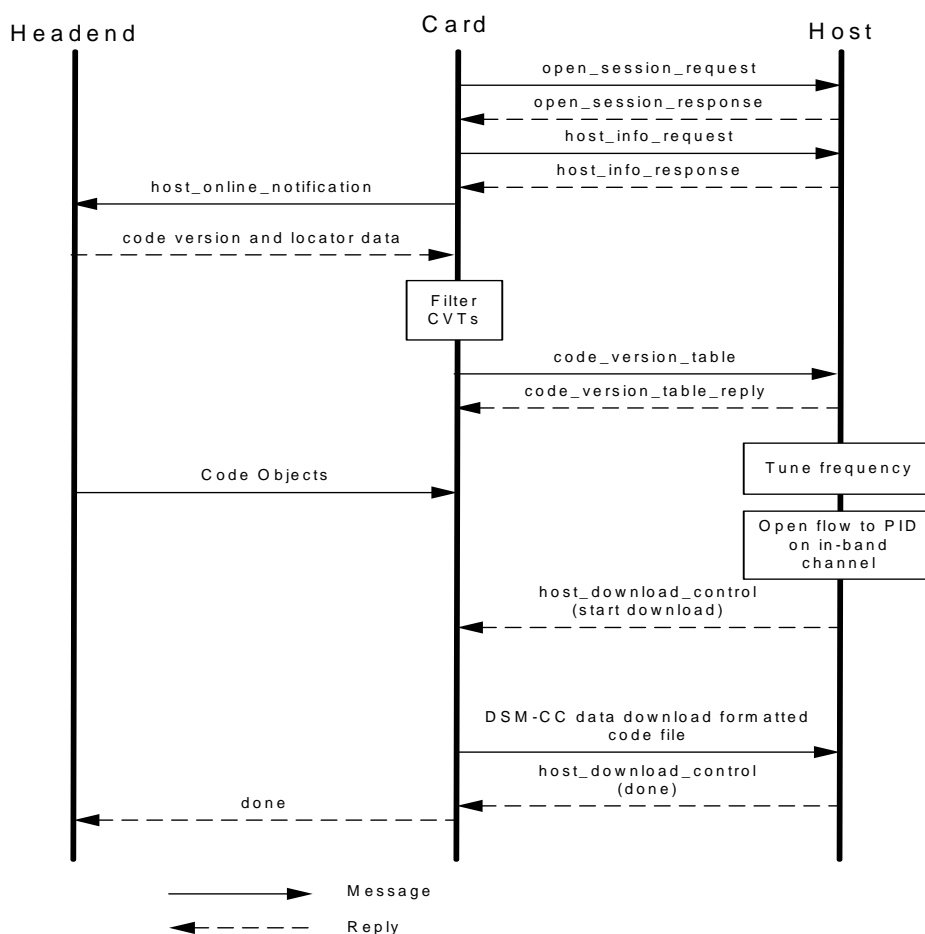 Headend
Card
Host
open_session_request
open_session_response
host_info_request
host_info_response
host_online_notification
code version and locator data
Filter
CVTs
code_version_table
code_version_table_reply
Tune frequency
Code Objects
Open flow to PID
on in-band
channel
host_download_control
(start download)
DSM-CC data download formatted
code file
host_download_control
(done)
done
Message
Reply